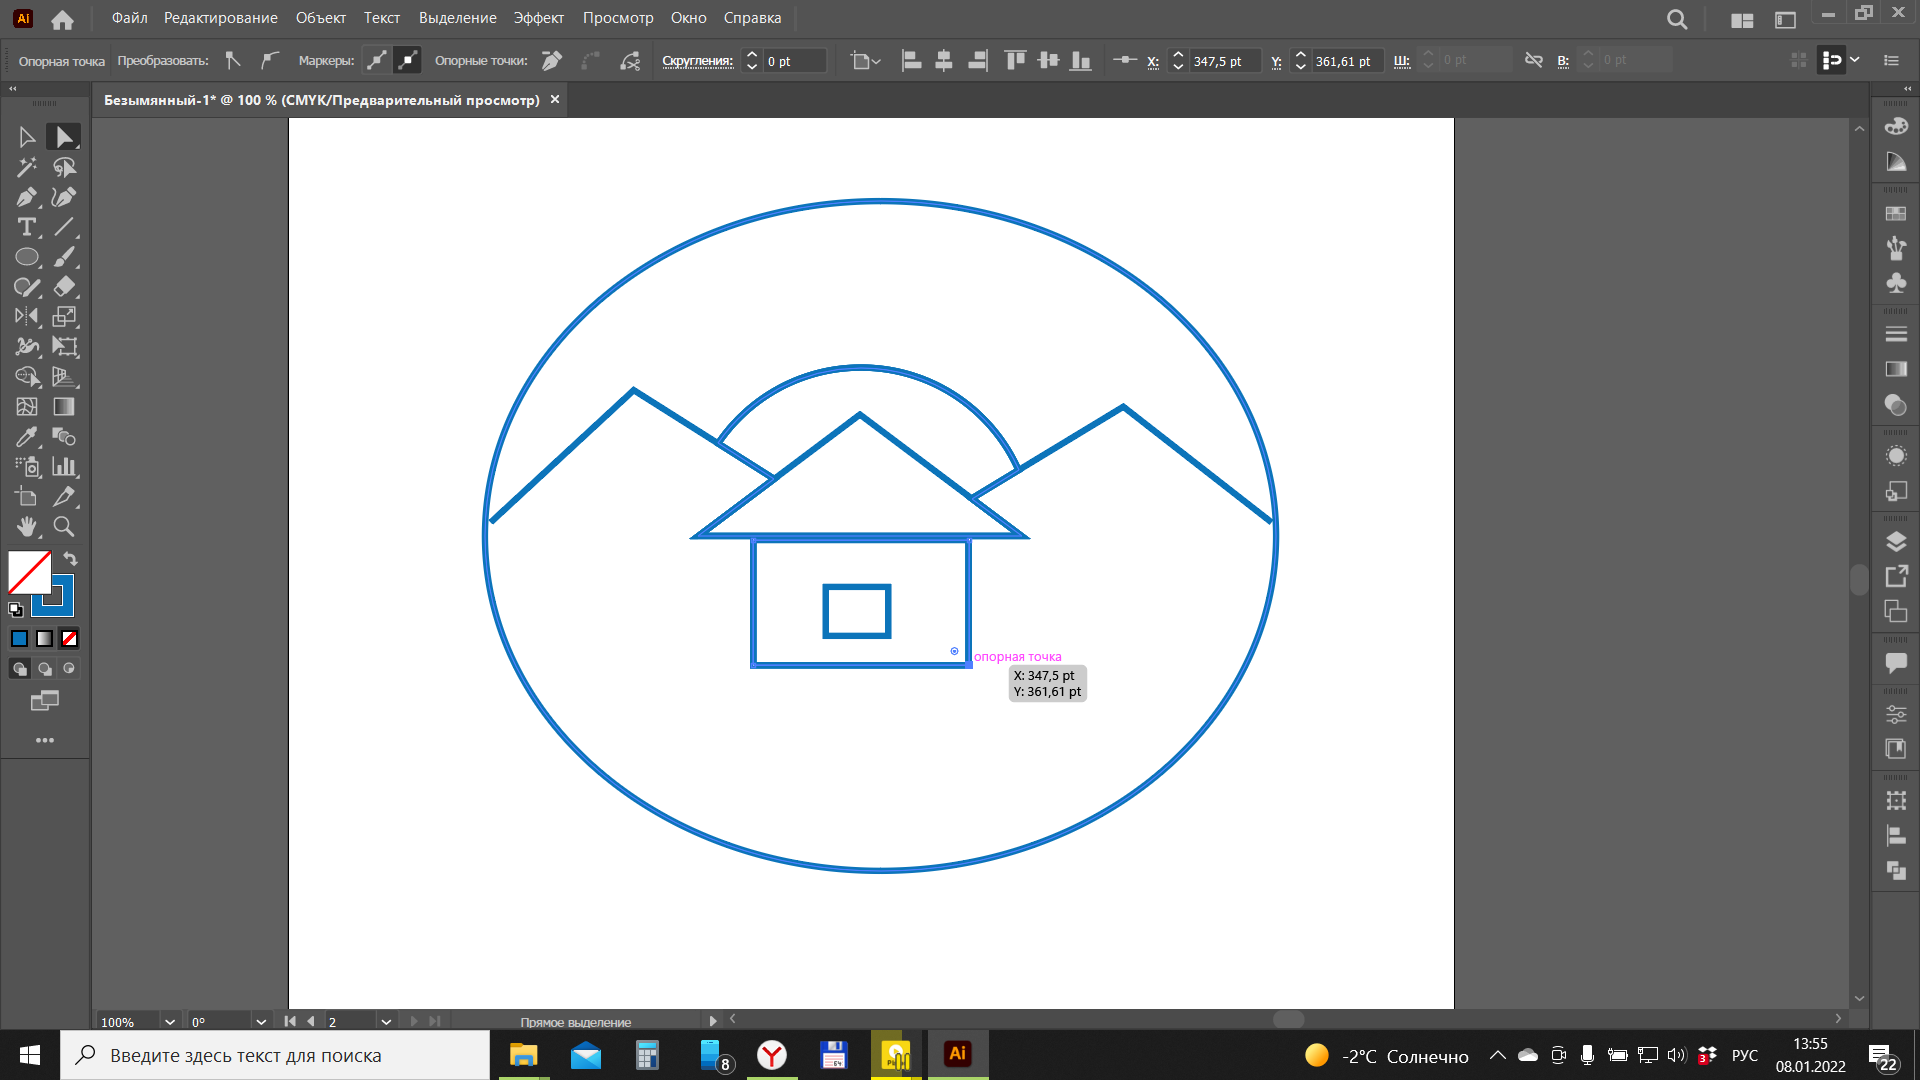 Ai Файл Редактирование Объект Текст Выделение Эффект Просмотр Окно Справка
Опорная точка Преобразовать: Маркеры: Опорные точки: Скругления: 0 pt X: 347,5 pt Y: 361,61 pt Ш: 0 pt В: 0 pt
Безымянный-1* @ 100 % (CMYK/Предварительный просмотр) ×
опорная точка
X: 347,5 pt
Y: 361,61 pt
100% 0° 2 Прямое выделение
Введите здесь текст для поиска 8 64 Ai -2°C Солнечно 3 РУС 13:55
08.01.2022 22